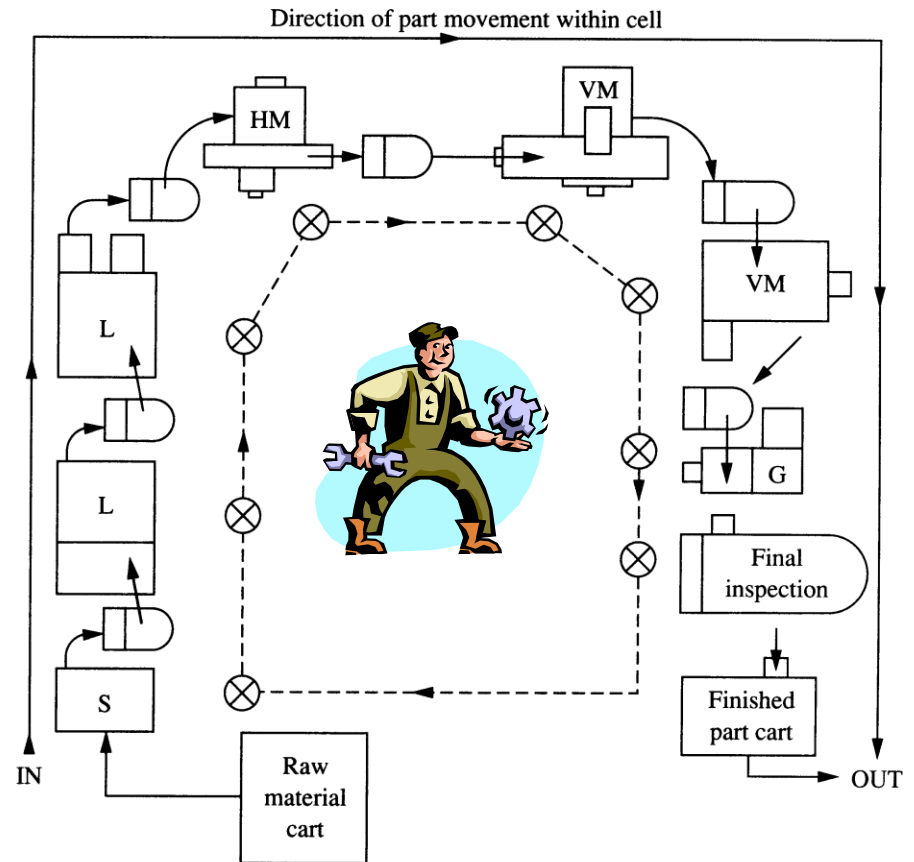 Direction of part movement within cell
HM
VM
L
VM
L
G
Final
inspection
S
Finished
part cart
IN
Raw
material
cart
OUT